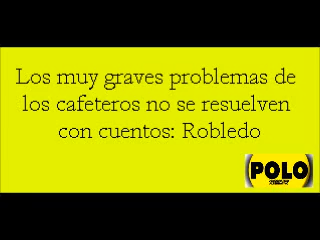 Los muy graves problemas de
los cafeteros no se resuelven
con cuentos: Robledo
(POLO)